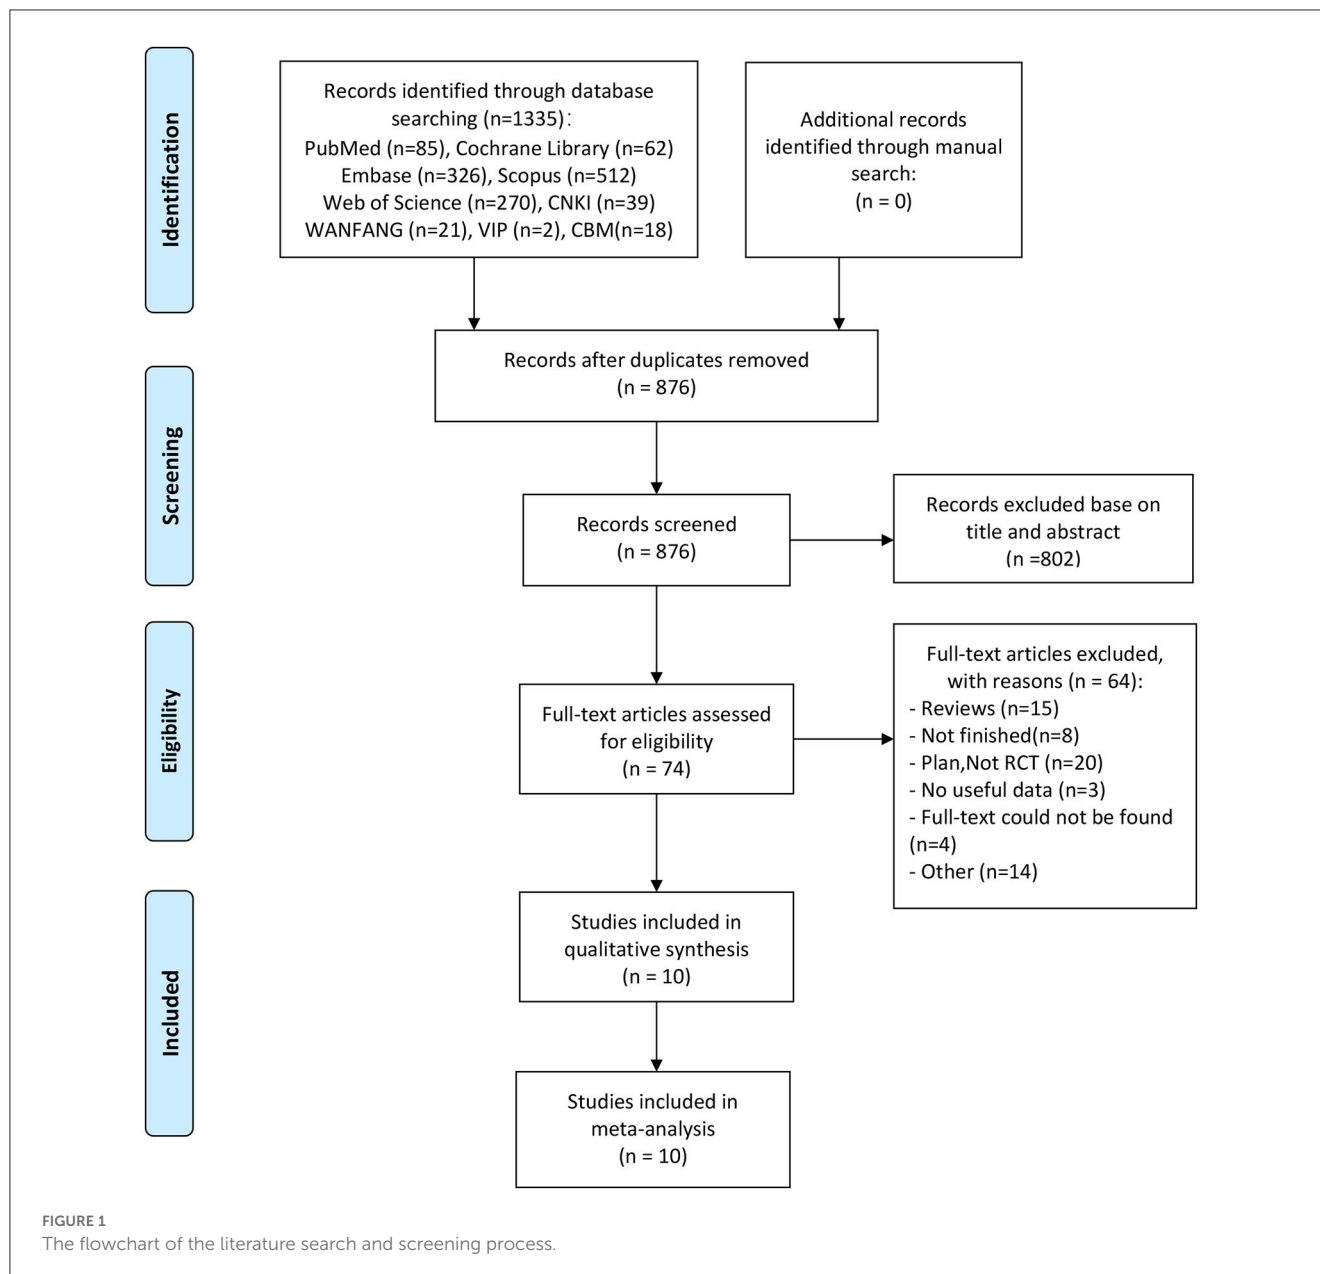 Identification
Records identified through database
searching (n=1335):
PubMed (n=85), Cochrane Library (n=62)
Embase (n=326), Scopus (n=512)
Web of Science (n=270), CNKI (n=39)
WANFANG (n=21), VIP (n=2), CBM(n=18)
Additional records
identified through manual
search:
(n = 0)
Records after duplicates removed
(n = 876)
Screening
Records screened
(n = 876)
Records excluded base on
title and abstract
(n =802)
Eligibility
Full-text articles assessed
for eligibility
(n = 74)
Full-text articles excluded,
with reasons (n = 64):
- Reviews (n=15)
- Not finished(n=8)
- Plan,Not RCT (n=20)
- No useful data (n=3)
- Full-text could not be found
(n=4)
- Other (n=14)
Included
Studies included in
qualitative synthesis
(n = 10)
Studies included in
meta-analysis
(n = 10)
FIGURE 1
The flowchart of the literature search and screening process.